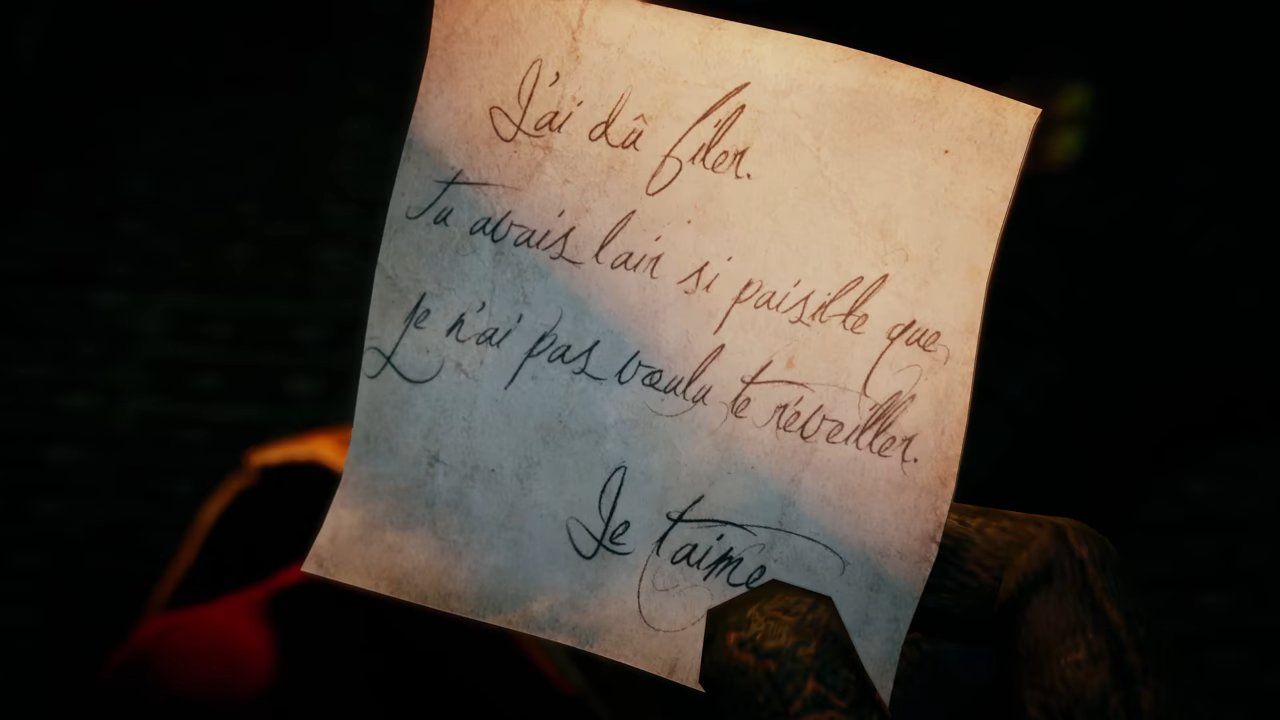 J'ai dû filer.
Tu avais l'air si paisible que
je n'ai pas voulu te réveiller.
Je t'aime